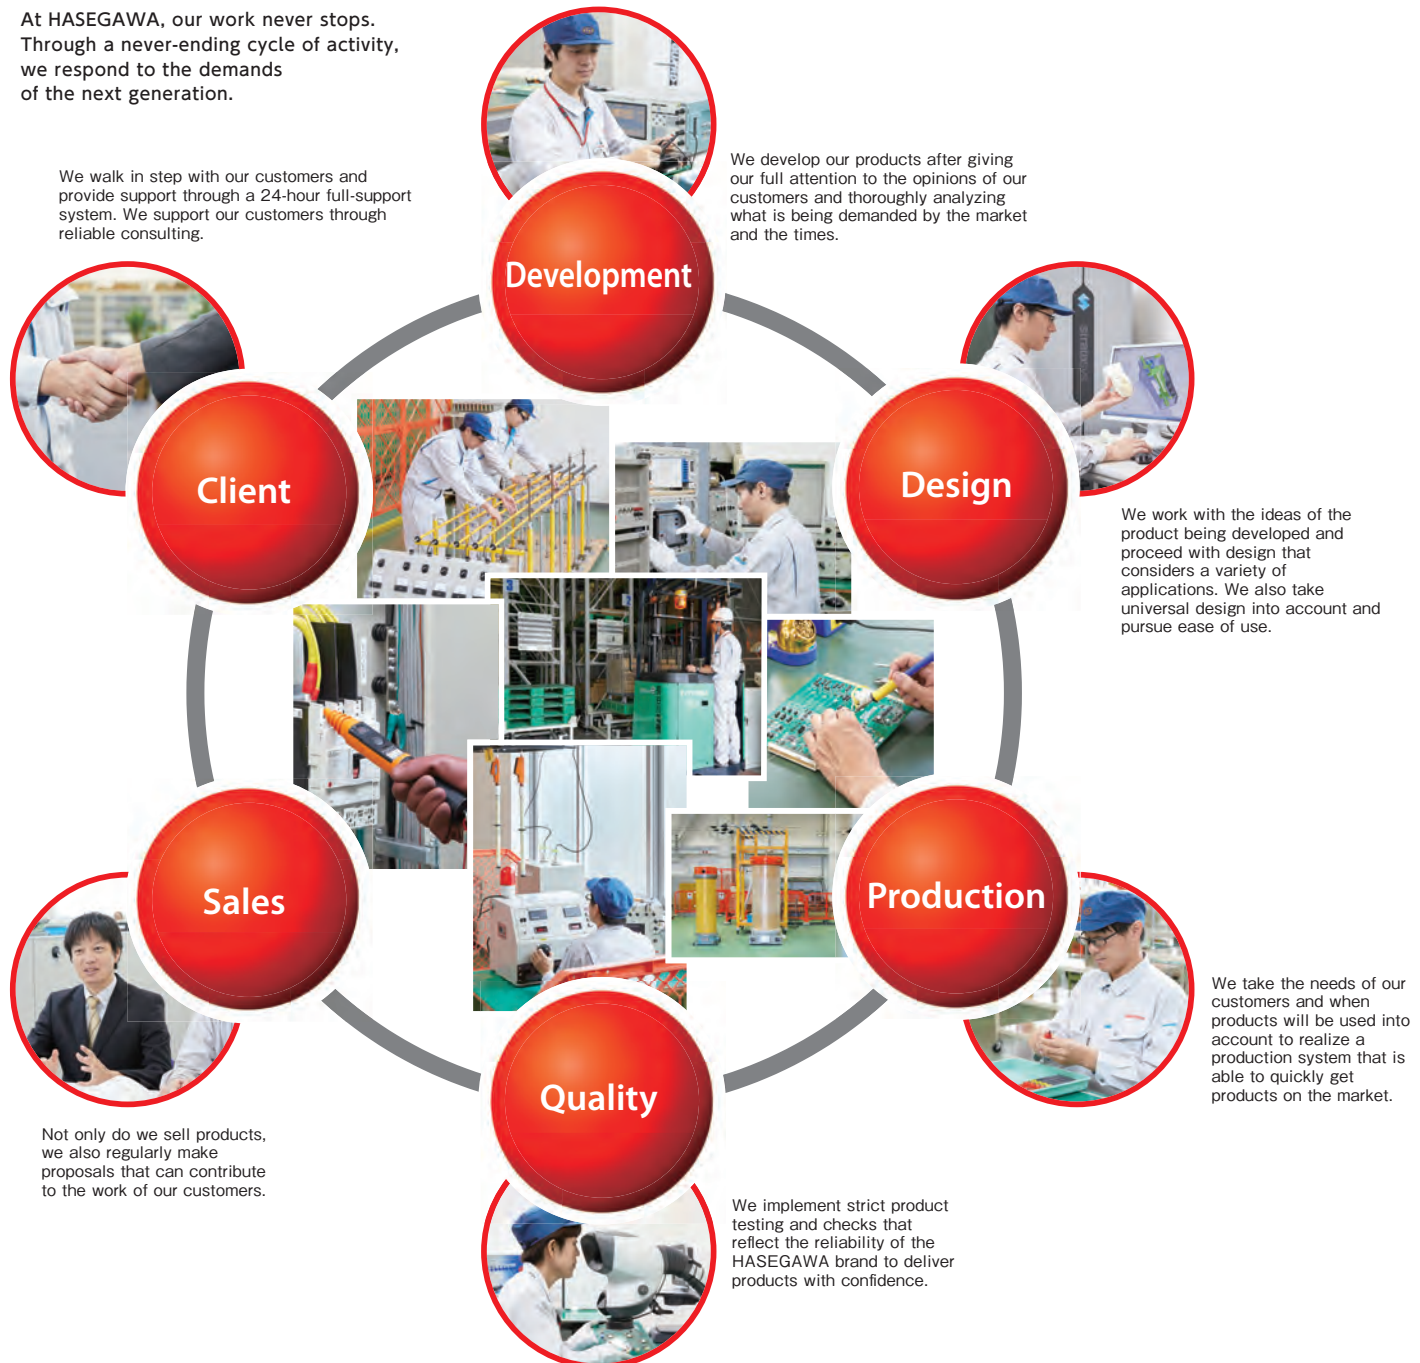 At HASEGAWA, our work never stops.
Through a never-ending cycle of activity,
we respond to the demands
of the next generation.
We walk in step with our customers and
provide support through a 24-hour full-support
system. We support our customers through
reliable consulting.
We develop our products after giving
our full attention to the opinions of our
customers and thoroughly analyzing
what is being demanded by the market
and the times.
Development
Client
Design
We work with the ideas of the
product being developed and
proceed with design that
considers a variety of
applications. We also take
universal design into account and
pursue ease of use.
3
Sales
Production
We take the needs of our
customers and when
products will be used into
account to realize a
production system that is
able to quickly get
products on the market.
Quality
Not only do we sell products,
we also regularly make
proposals that can contribute
to the work of our customers.
We implement strict product
testing and checks that
reflect the reliability of the
HASEGAWA brand to deliver
products with confidence.